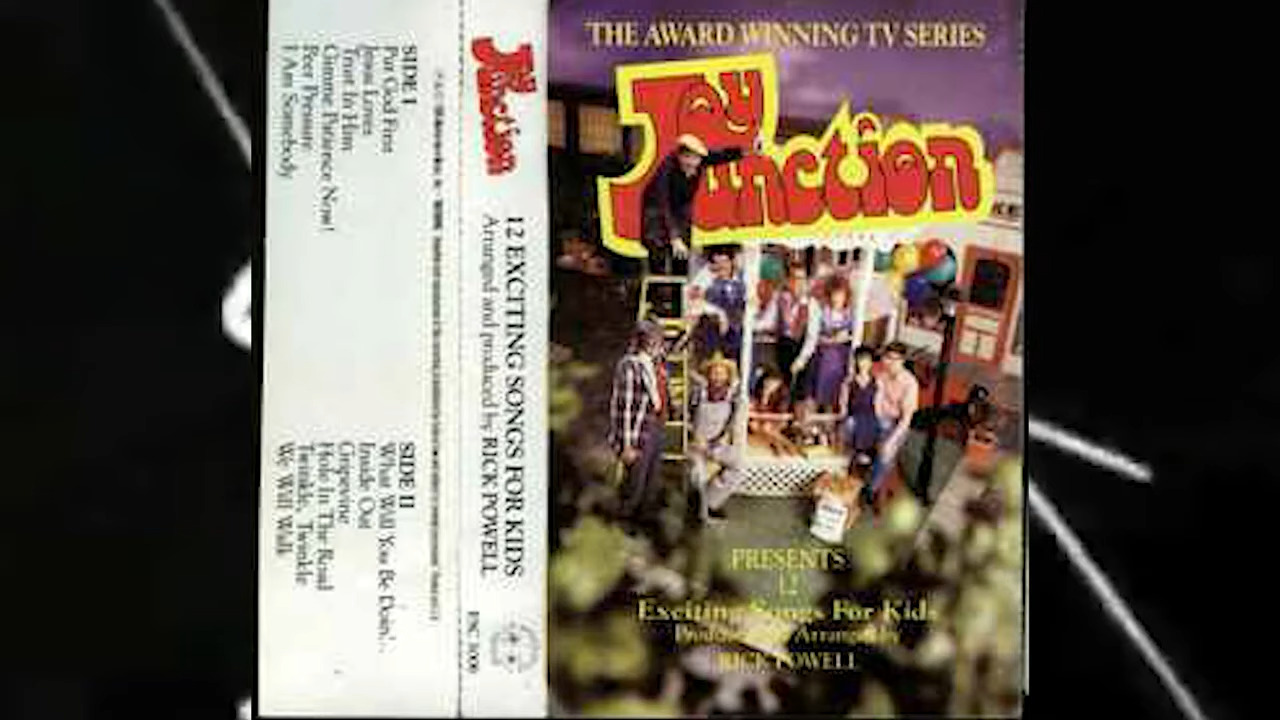 THE AWARD WINNING TV SERIES
Joy
Junction
PRESENTS
12
Exciting Songs For Kids
Produced & Arranged by
RICK POWELL
Joy
Junction
12 EXCITING SONGS FOR KIDS
Arranged and produced by RICK POWELL
SIDE I
Put God First
Jesus Loves
Trust In Him
Gimme Patience Now!
Peer Pressure
I Am Somebody
SIDE II
What Will You Be Doin'...
Inside Out
Grapevine
Hole In The Road
Twinkle, Twinkle
We Will Walk